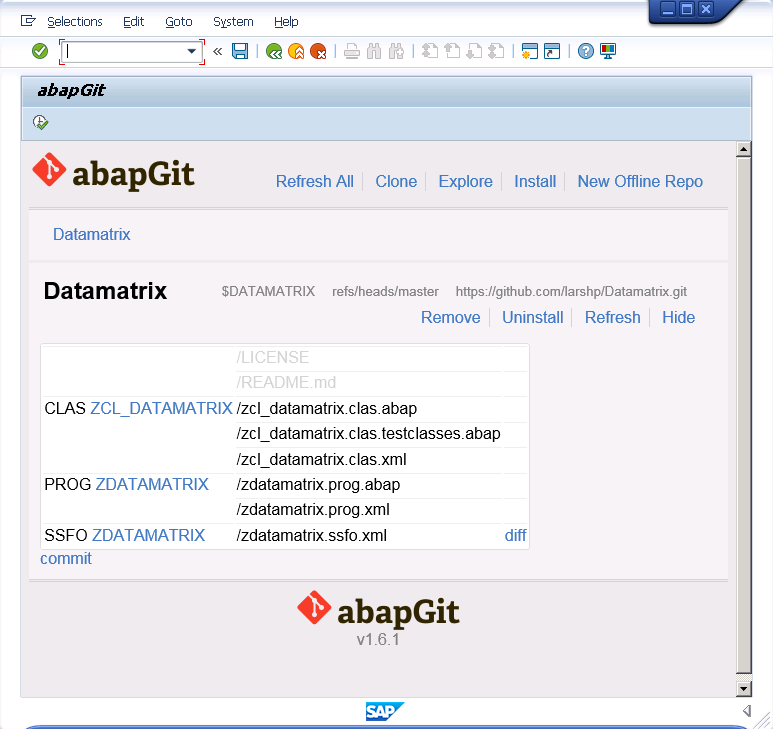 Selections Edit Goto System Help
abapGit
abapGit
Refresh All Clone Explore Install New Offline Repo
Datamatrix
Datamatrix $DATAMATRIX refs/heads/master https://github.com/larshp/Datamatrix.git
Remove Uninstall Refresh Hide
/LICENSE
/README.md
CLAS ZCL_DATAMATRIX /zcl_datamatrix.clas.abap
/zcl_datamatrix.clas.testclasses.abap
/zcl_datamatrix.clas.xml
PROG ZDATAMATRIX /zdatamatrix.prog.abap
/zdatamatrix.prog.xml
SSFO ZDATAMATRIX /zdatamatrix.ssfo.xml diff
commit
abapGit
v1.6.1
SAP